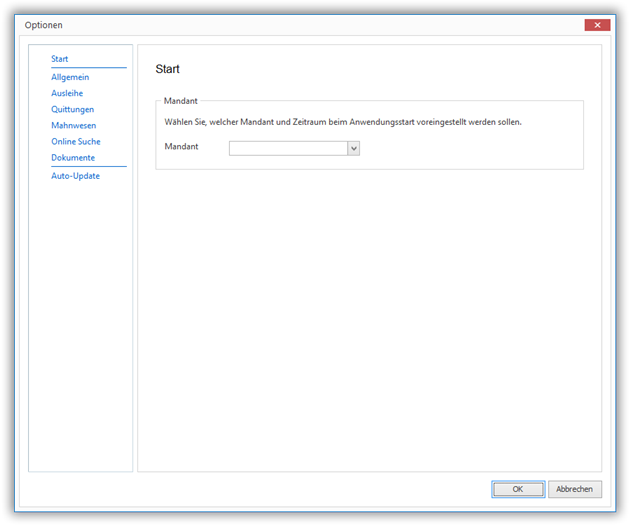 Optionen
Start
Allgemein
Ausleihe
Quittungen
Mahnwesen
Online Suche
Dokumente
Auto-Update
Start
Mandant
Wählen Sie, welcher Mandant und Zeitraum beim Anwendungsstart voreingestellt werden sollen.
Mandant
OK
Abbrechen